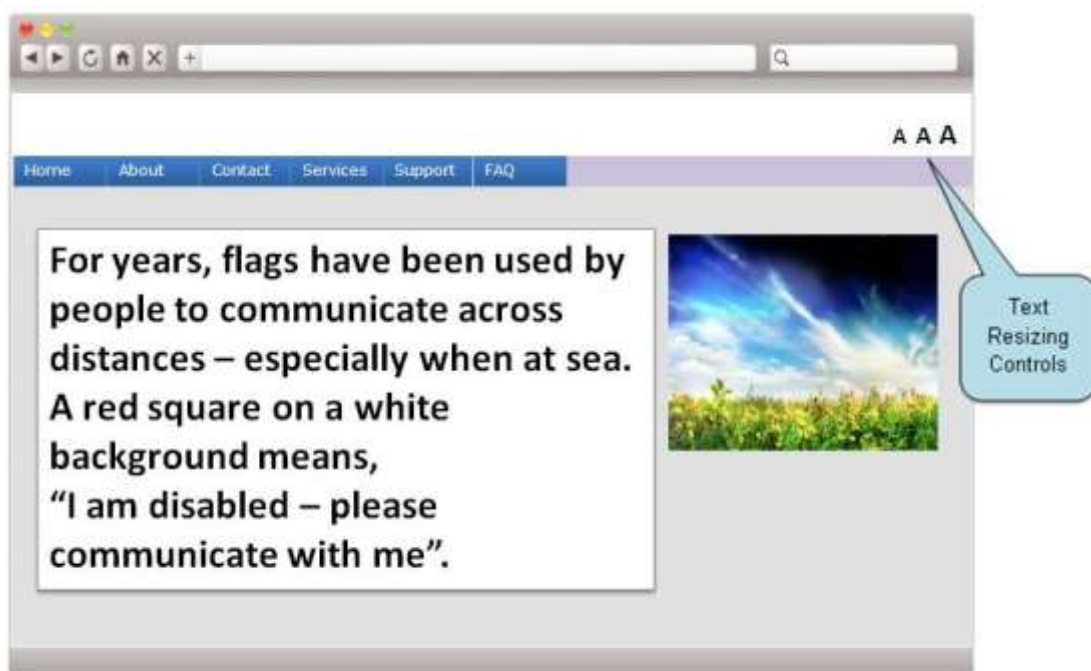 A A A
Home About Contact Services Support FAQ
For years, flags have been used by
people to communicate across
distances – especially when at sea.
A red square on a white
background means,
“I am disabled – please
communicate with me”.
Text
Resizing
Controls